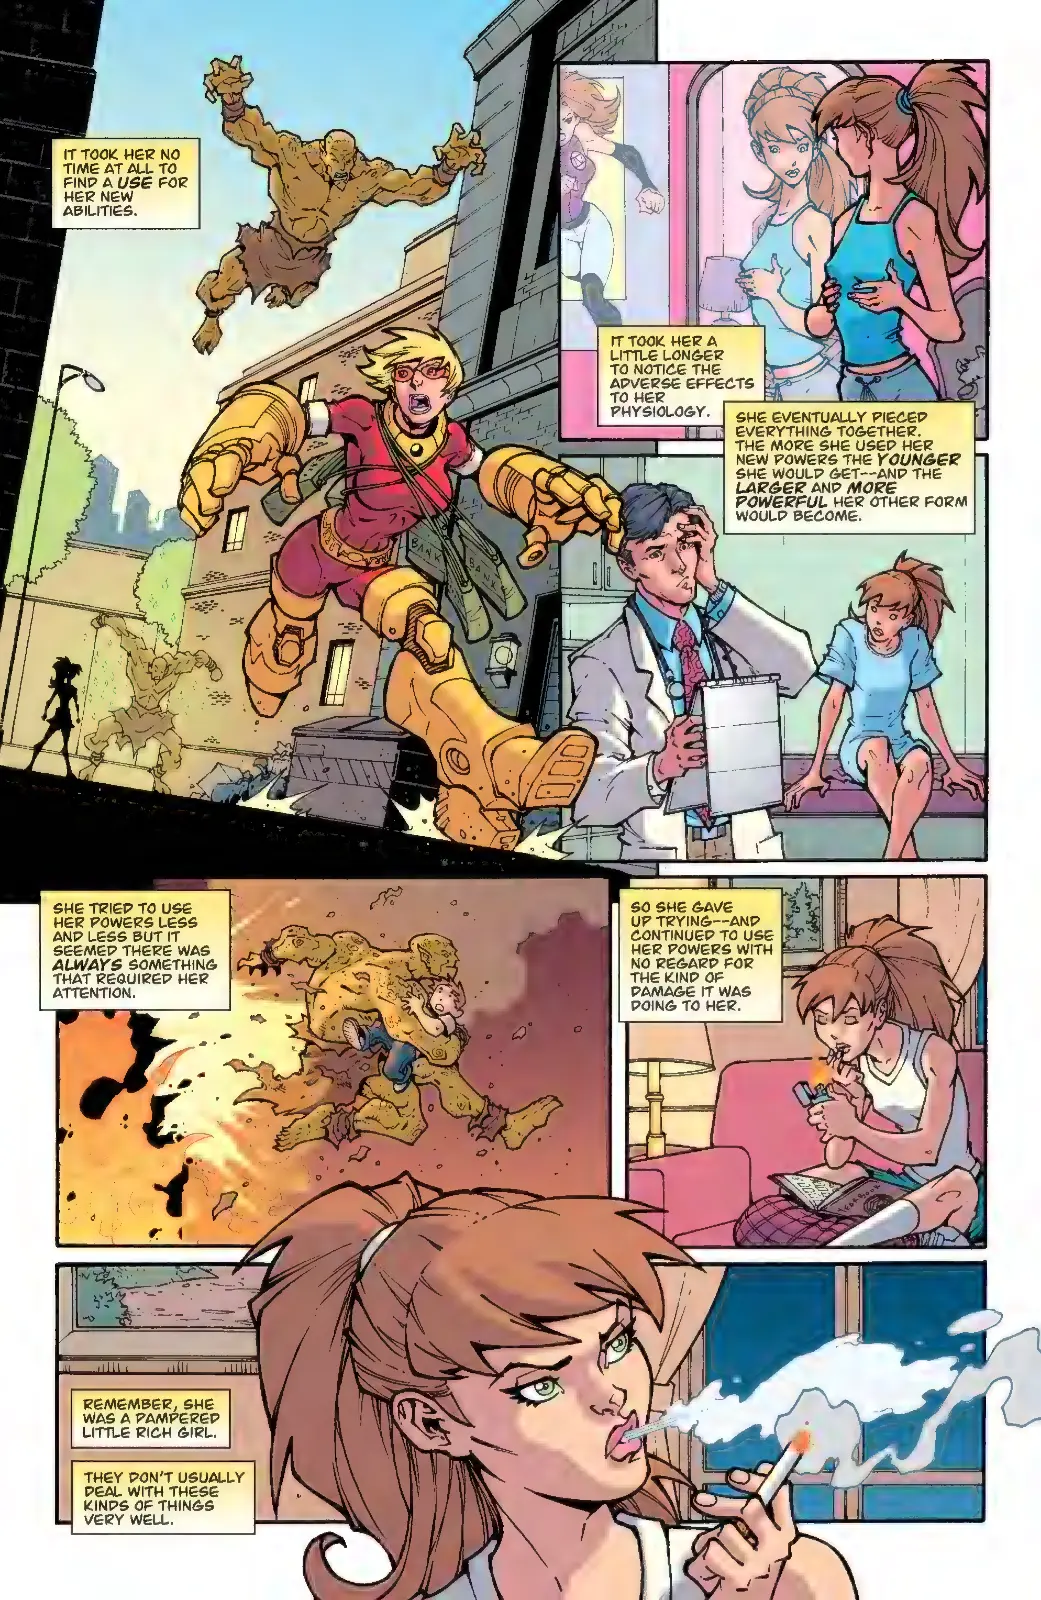 IT TOOK HER NO
TIME AT ALL TO
FIND A USE FOR
HER NEW
ABILITIES.
BANK
BANK
IT TOOK HER A
LITTLE LONGER
TO NOTICE THE
ADVERSE EFFECTS
TO HER
PHYSIOLOGY.
SHE EVENTUALLY PIECED
EVERYTHING TOGETHER.
THE MORE SHE USED HER
NEW POWERS THE YOUNGER
SHE WOULD GET--AND THE
LARGER AND MORE
POWERFUL HER OTHER FORM
WOULD BECOME.
SHE TRIED TO USE
HER POWERS LESS
AND LESS BUT IT
SEEMED THERE WAS
ALWAYS SOMETHING
THAT REQUIRED HER
ATTENTION.
SO SHE GAVE
UP TRYING--AND
CONTINUED TO USE
HER POWERS WITH
NO REGARD FOR
THE KIND OF
DAMAGE IT WAS
DOING TO HER.
YEARBOOK
REMEMBER, SHE
WAS A PAMPERED
LITTLE RICH GIRL.
THEY DON'T USUALLY
DEAL WITH THESE
KINDS OF THINGS
VERY WELL.